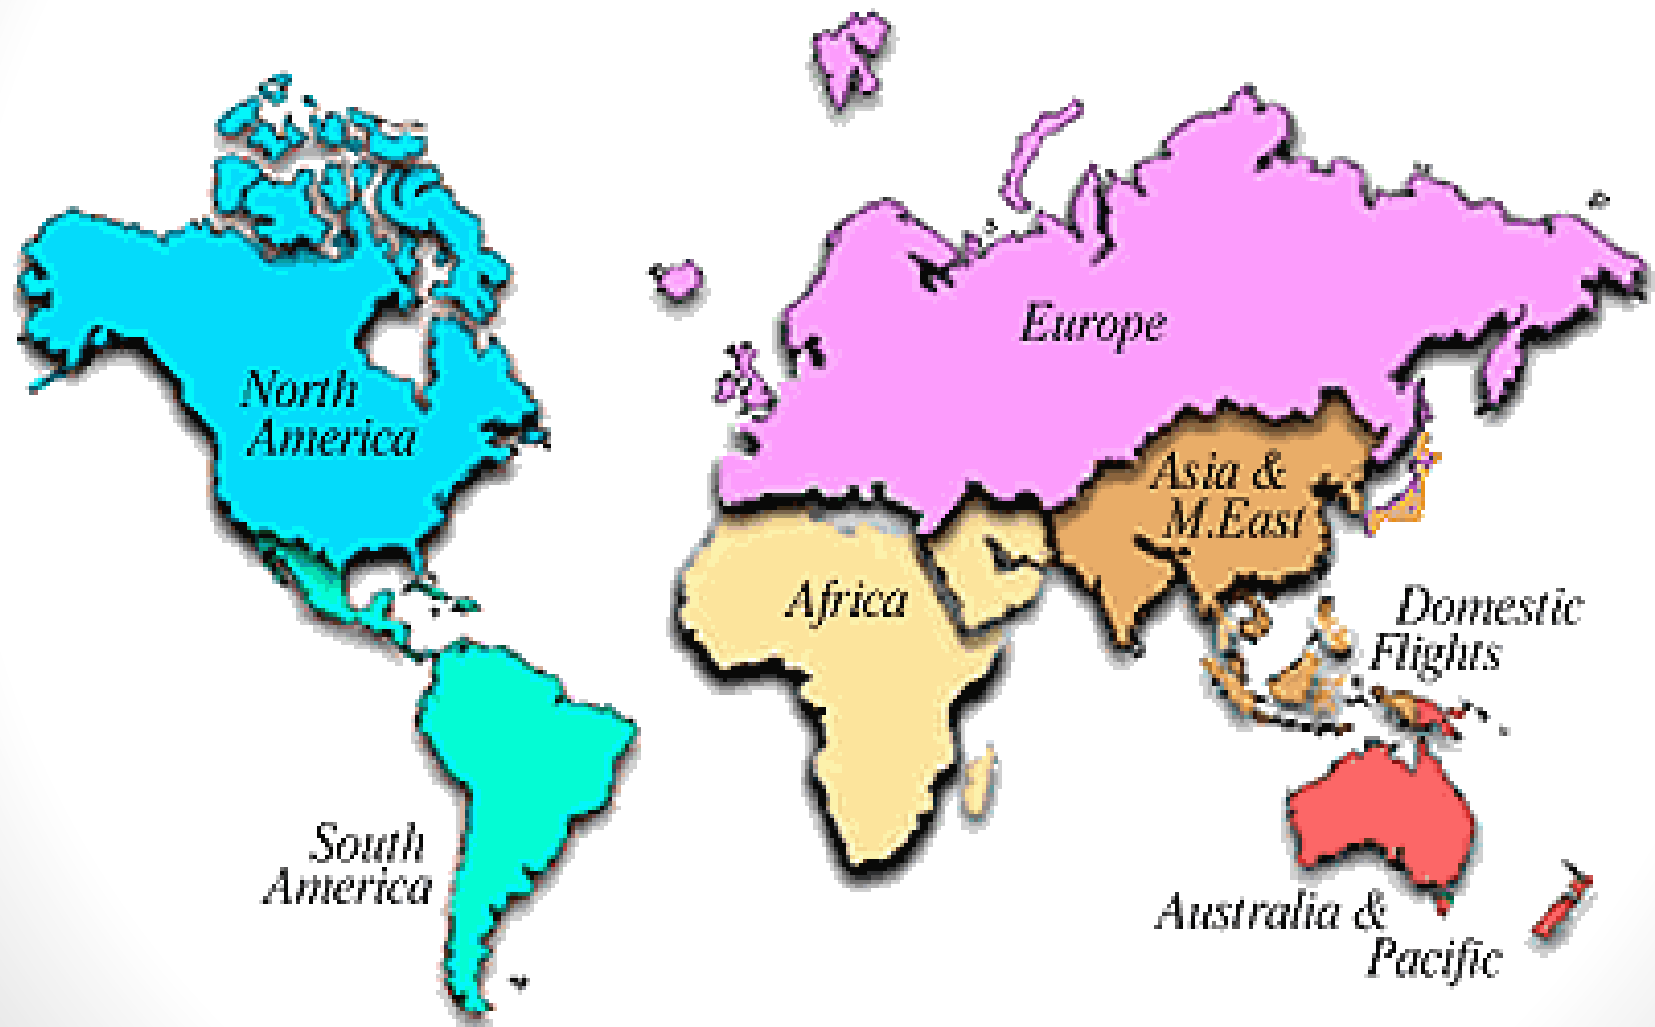 Europe
North
America
Asia &
M.East
Africa
Domestic
Flights
South
America
Australia &
Pacific